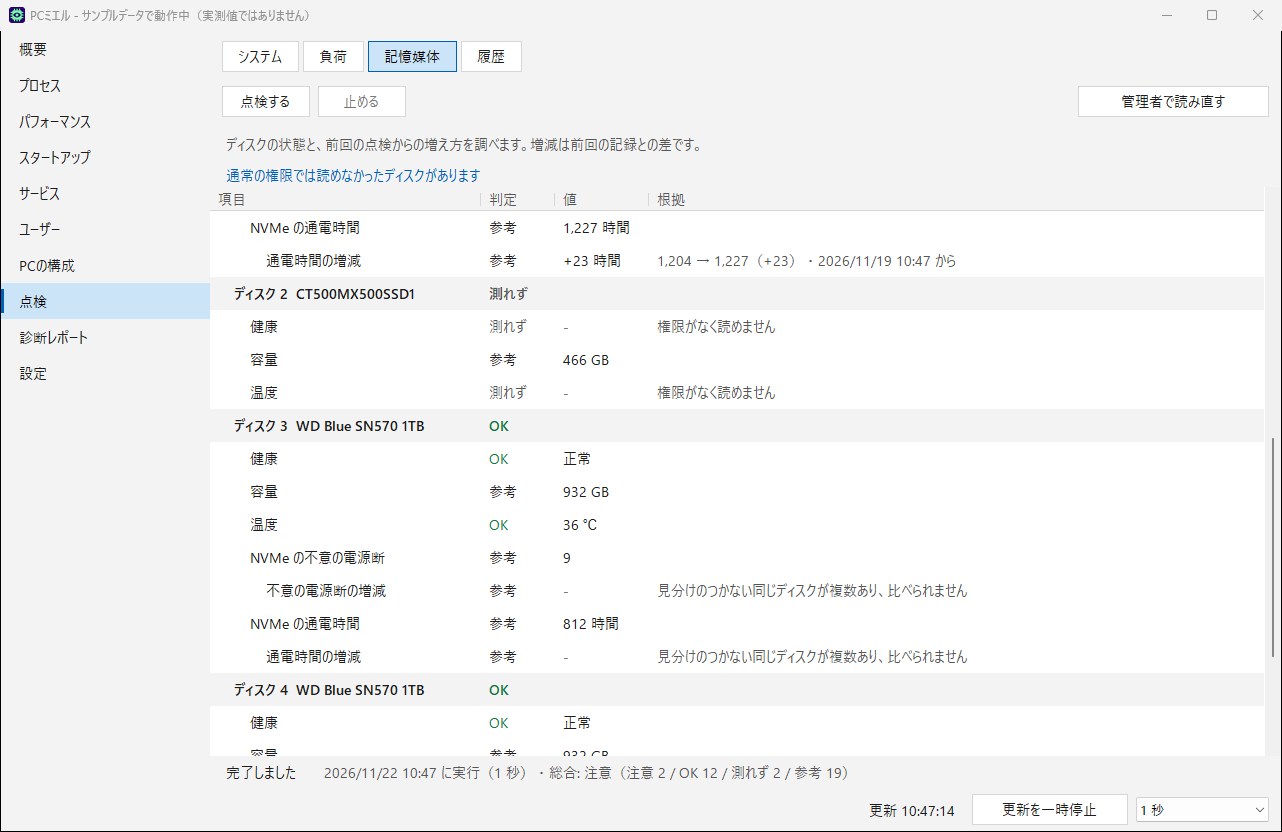 PCミエル - サンプルデータで動作中（実測値ではありません）
概要
プロセス
パフォーマンス
スタートアップ
サービス
ユーザー
PCの構成
点検
診断レポート
設定
システム 負荷 記憶媒体 履歴
点検する 止める 管理者で読み直す
ディスクの状態と、前回の点検からの増え方を調べます。増減は前回の記録との差です。
通常の権限では読めなかったディスクがあります
項目 判定 値 根拠
NVMe の通電時間 参考 1,227 時間
通電時間の増減 参考 +23 時間 1,204 → 1,227（+23）・2026/11/19 10:47 から
ディスク 2 CT500MX500SSD1 測れず
健康 測れず - 権限がなく読めません
容量 参考 466 GB
温度 測れず - 権限がなく読めません
ディスク 3 WD Blue SN570 1TB OK
健康 OK 正常
容量 参考 932 GB
温度 OK 36 °C
NVMe の不意の電源断 参考 9
不意の電源断の増減 参考 - 見分けのつかない同じディスクが複数あり、比べられません
NVMe の通電時間 参考 812 時間
通電時間の増減 参考 - 見分けのつかない同じディスクが複数あり、比べられません
ディスク 4 WD Blue SN570 1TB OK
健康 OK 正常
容量 参考 932 GB
完了しました 2026/11/22 10:47 に実行（1 秒）・総合: 注意（注意 2 / OK 12 / 測れず 2 / 参考 19）
更新 10:47:14 更新を一時停止 1 秒